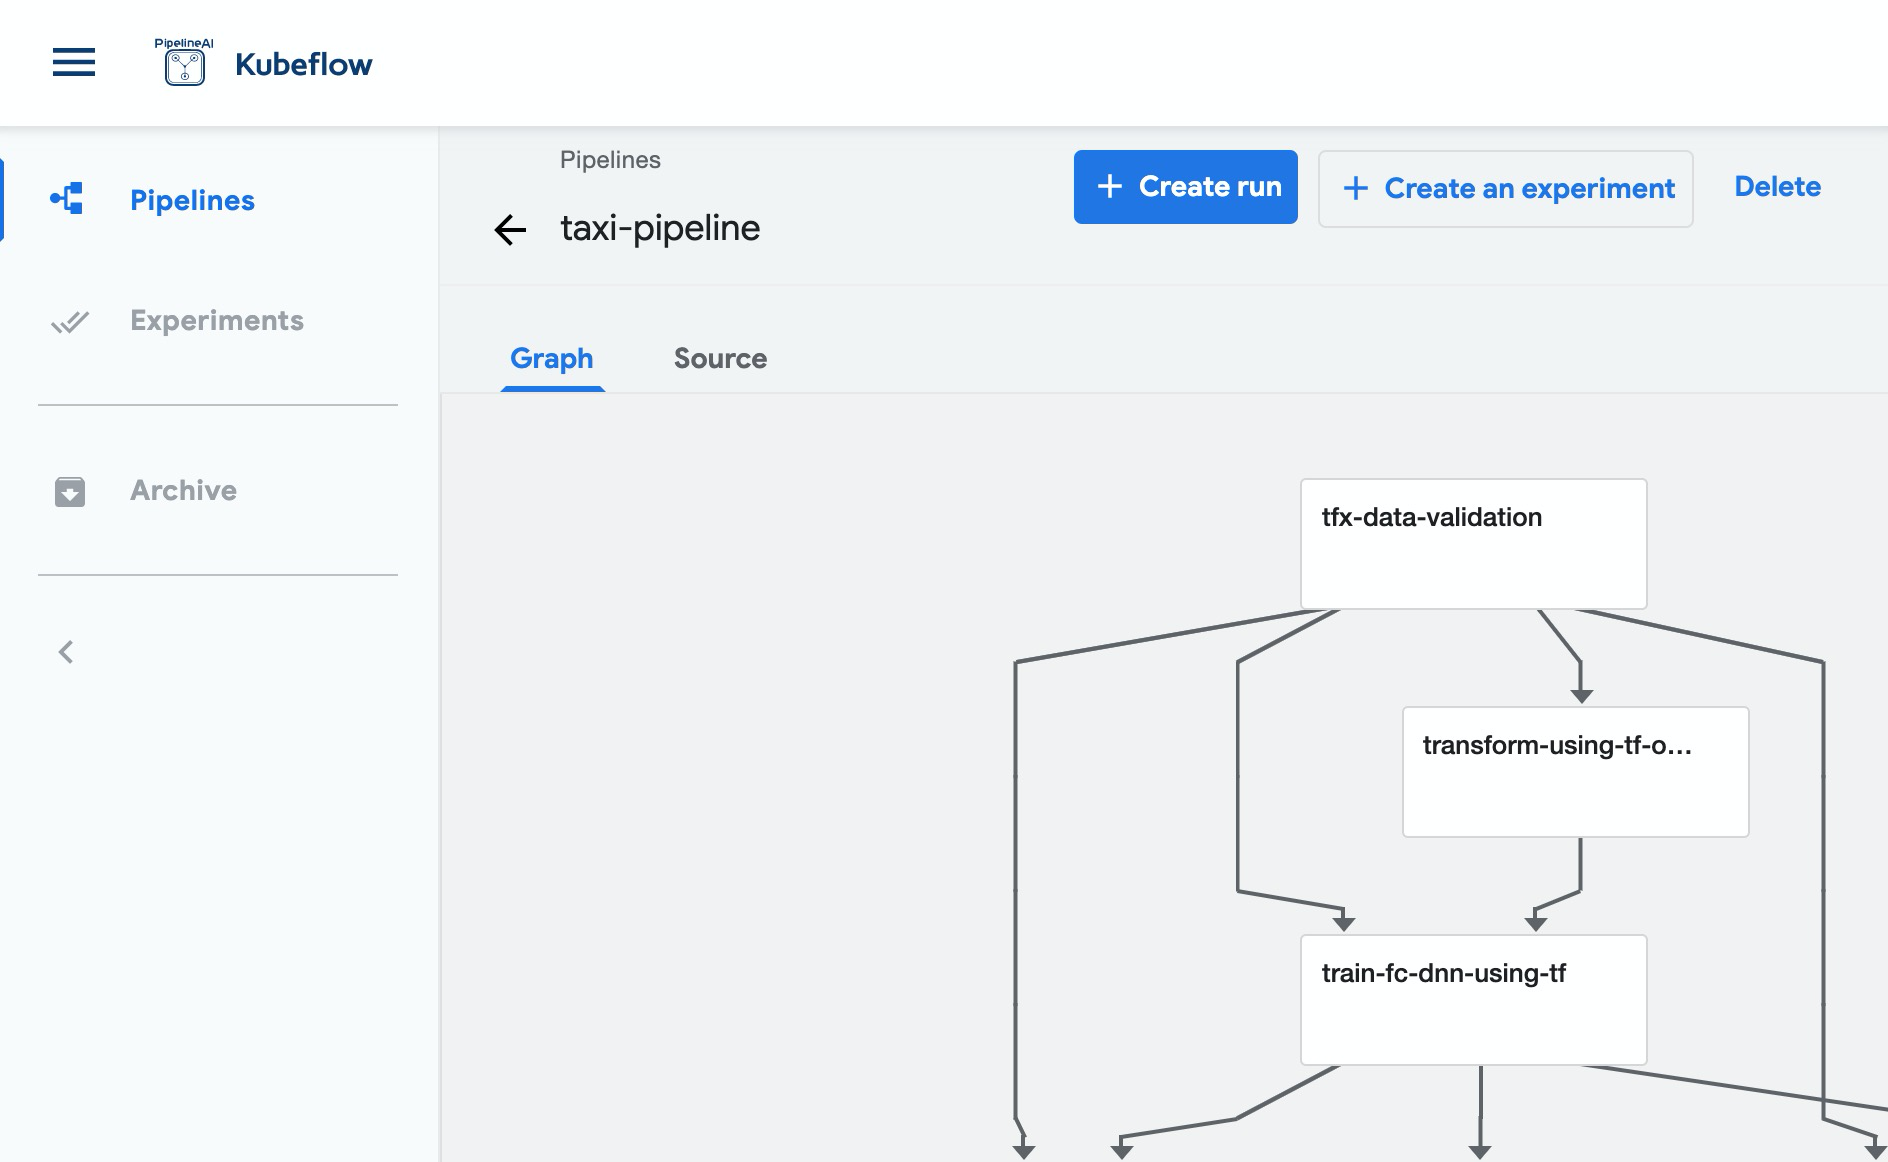 PipelineAI
Kubeflow
Pipelines
Experiments
Archive
Pipelines
taxi-pipeline
+ Create run
+ Create an experiment
Delete
Graph
Source
tfx-data-validation
transform-using-tf-o...
train-fc-dnn-using-tf